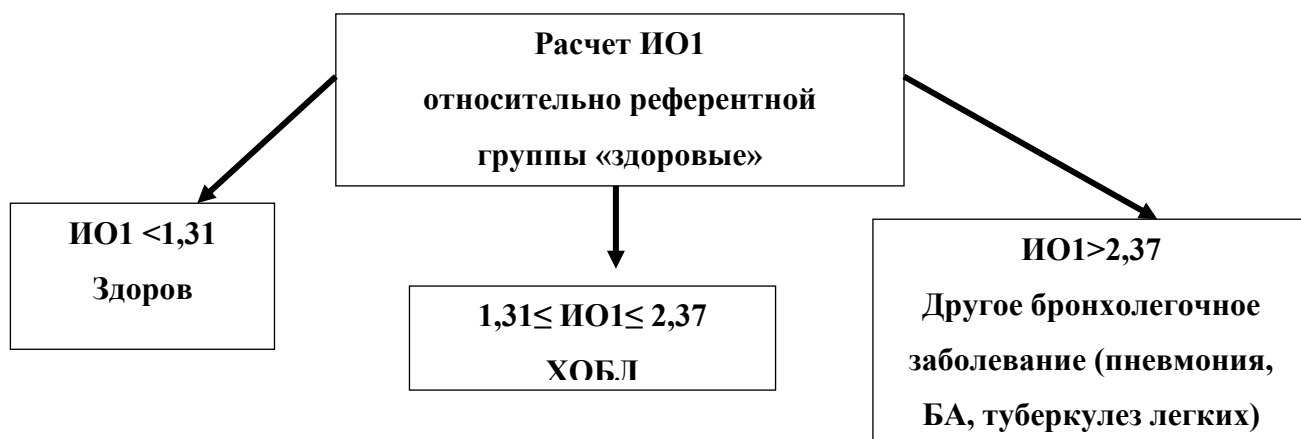 Расчет ИО1
относительно референтной
группы «здоровые»
ИО1 <1,31
Здоров
1,31≤ ИО1≤ 2,37
ХОБЛ
ИО1>2,37
Другое бронхолегочное
заболевание (пневмония,
БА, туберкулез легких)